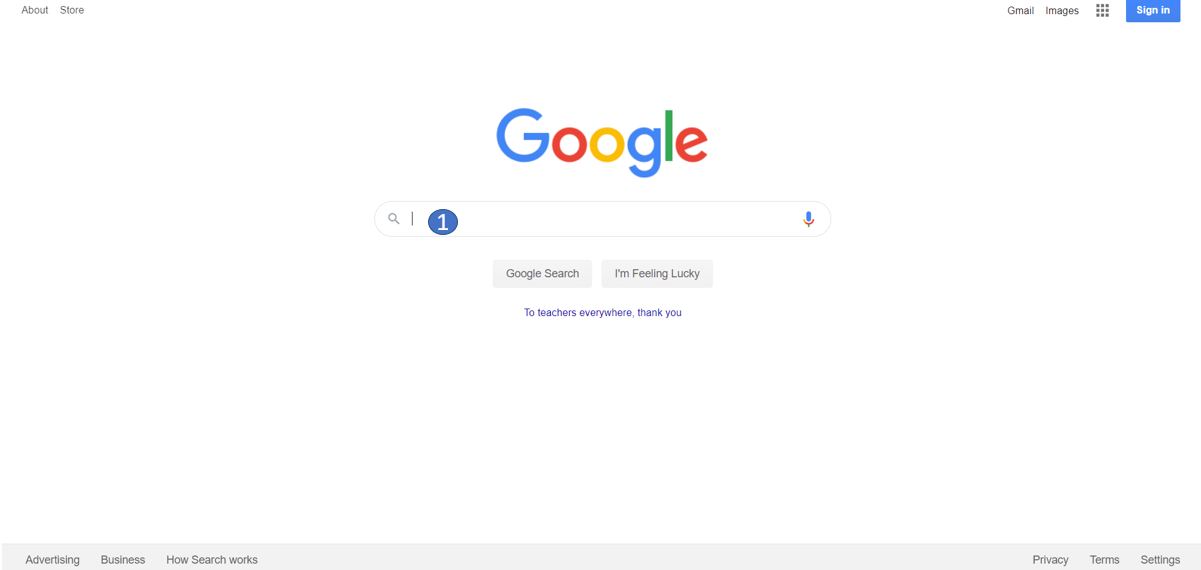 About Store Gmail Images Sign in
Google
1
Google Search I'm Feeling Lucky
To teachers everywhere, thank you
Advertising Business How Search works Privacy Terms Settings